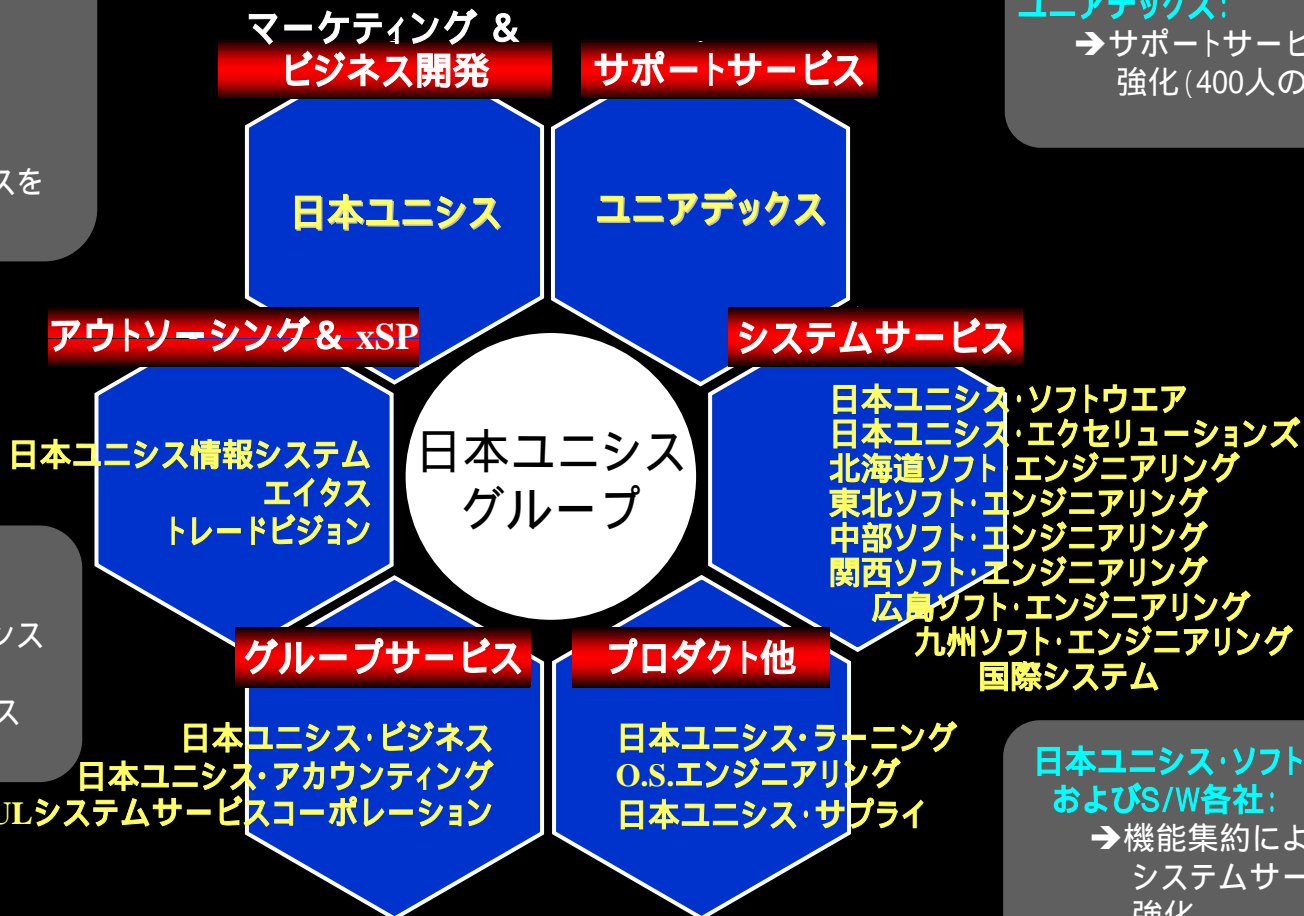 マーケティング &
ビジネス開発
サポートサービス
ユニアデックス:
➔サポートサービ
強化(400人の
スを
日本ユニシス
ユニアデックス
アウトソーシング& xSP
システムサービス
日本ユニシス
グループ
日本ユニシス情報システム
エイタス
トレードビジョン
日本ユニシス・ソフトウエア
日本ユニシス・エクセリューションズ
北海道ソフト・エンジニアリング
東北ソフト・エンジニアリング
中部ソフト・エンジニアリング
関西ソフト・エンジニアリング
広島ソフト・エンジニアリング
九州ソフト・エンジニアリング
国際システム
ンス
ス
グループサービス
プロダクト他
日本ユニシス・ビジネス
日本ユニシス・アカウンティング
ULシステムサービスコーポレーション
日本ユニシス・ラーニング
O.S.エンジニアリング
日本ユニシス・サプライ
日本ユニシス・ソフト
およびS/W各社:
➔機能集約によ
システムサー
強化